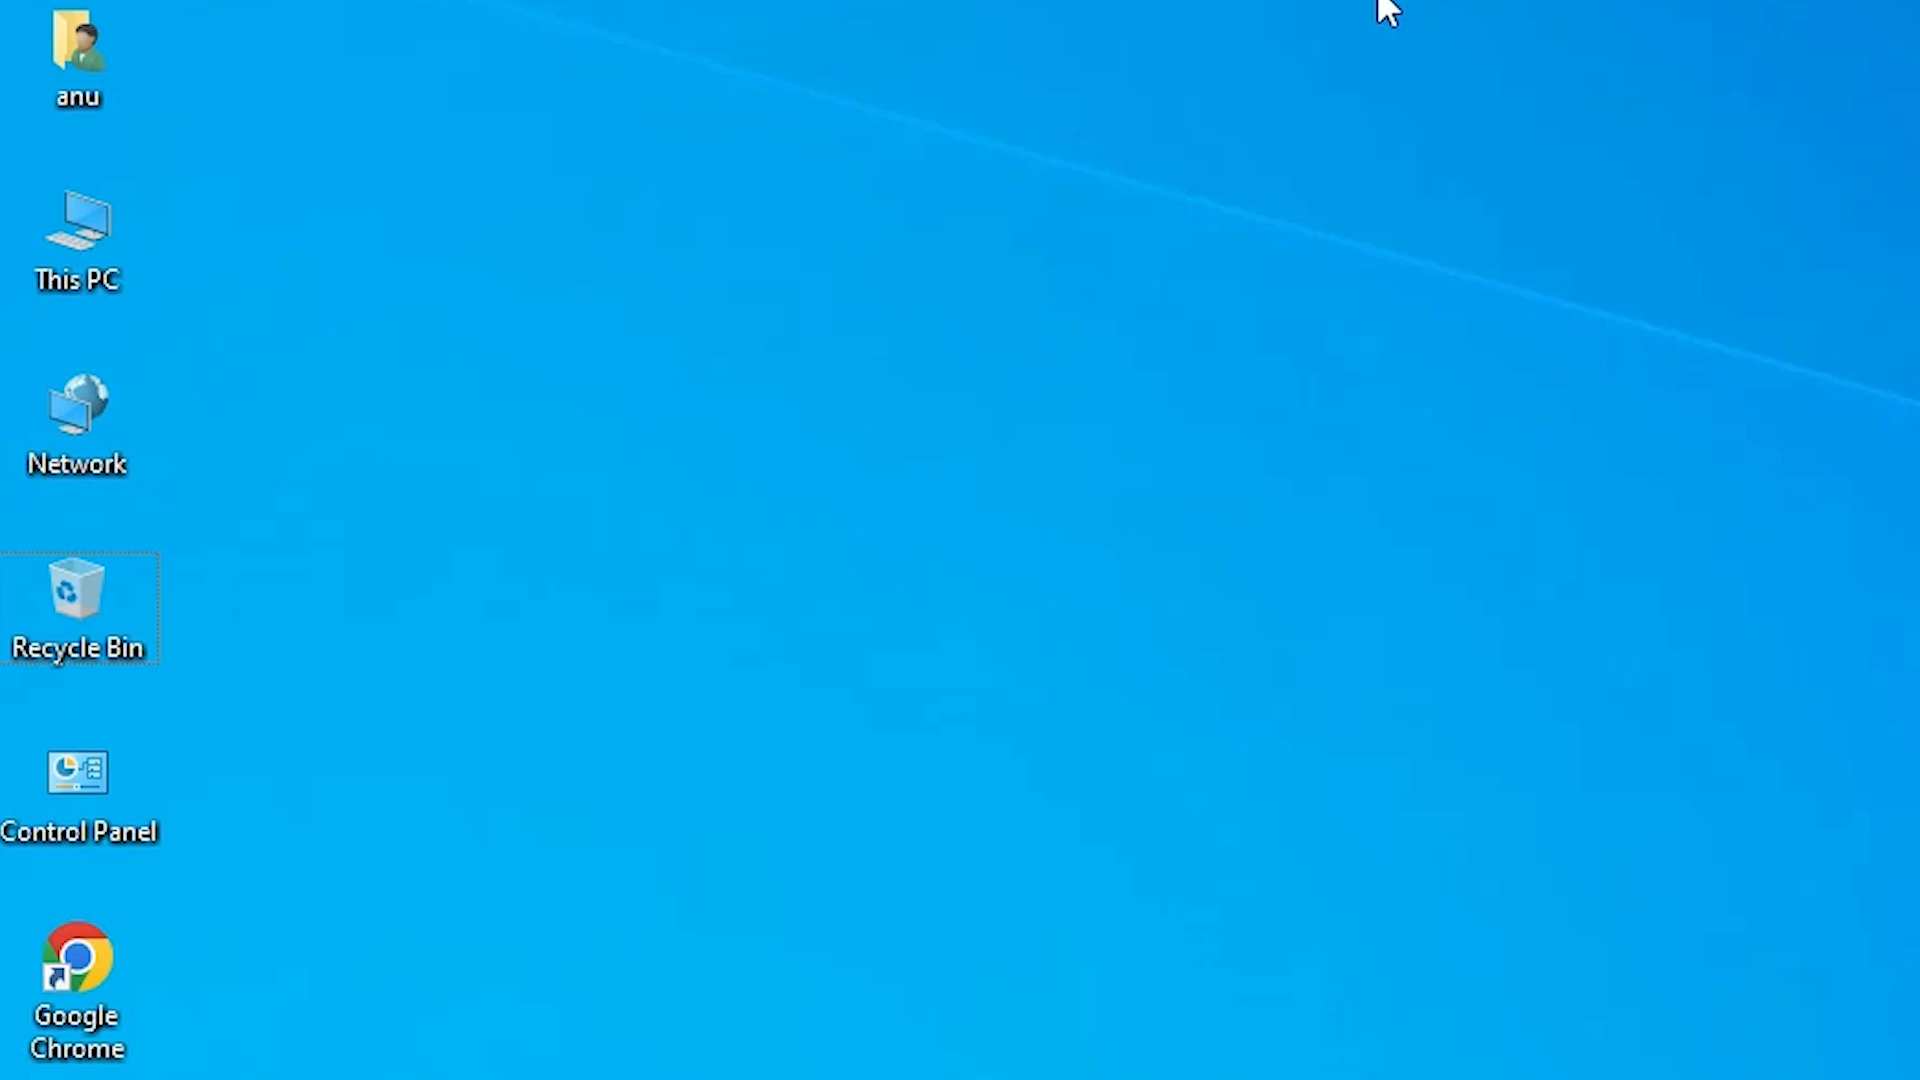 anu
This PC
Network
Recycle Bin
Control Panel
Google
Chrome